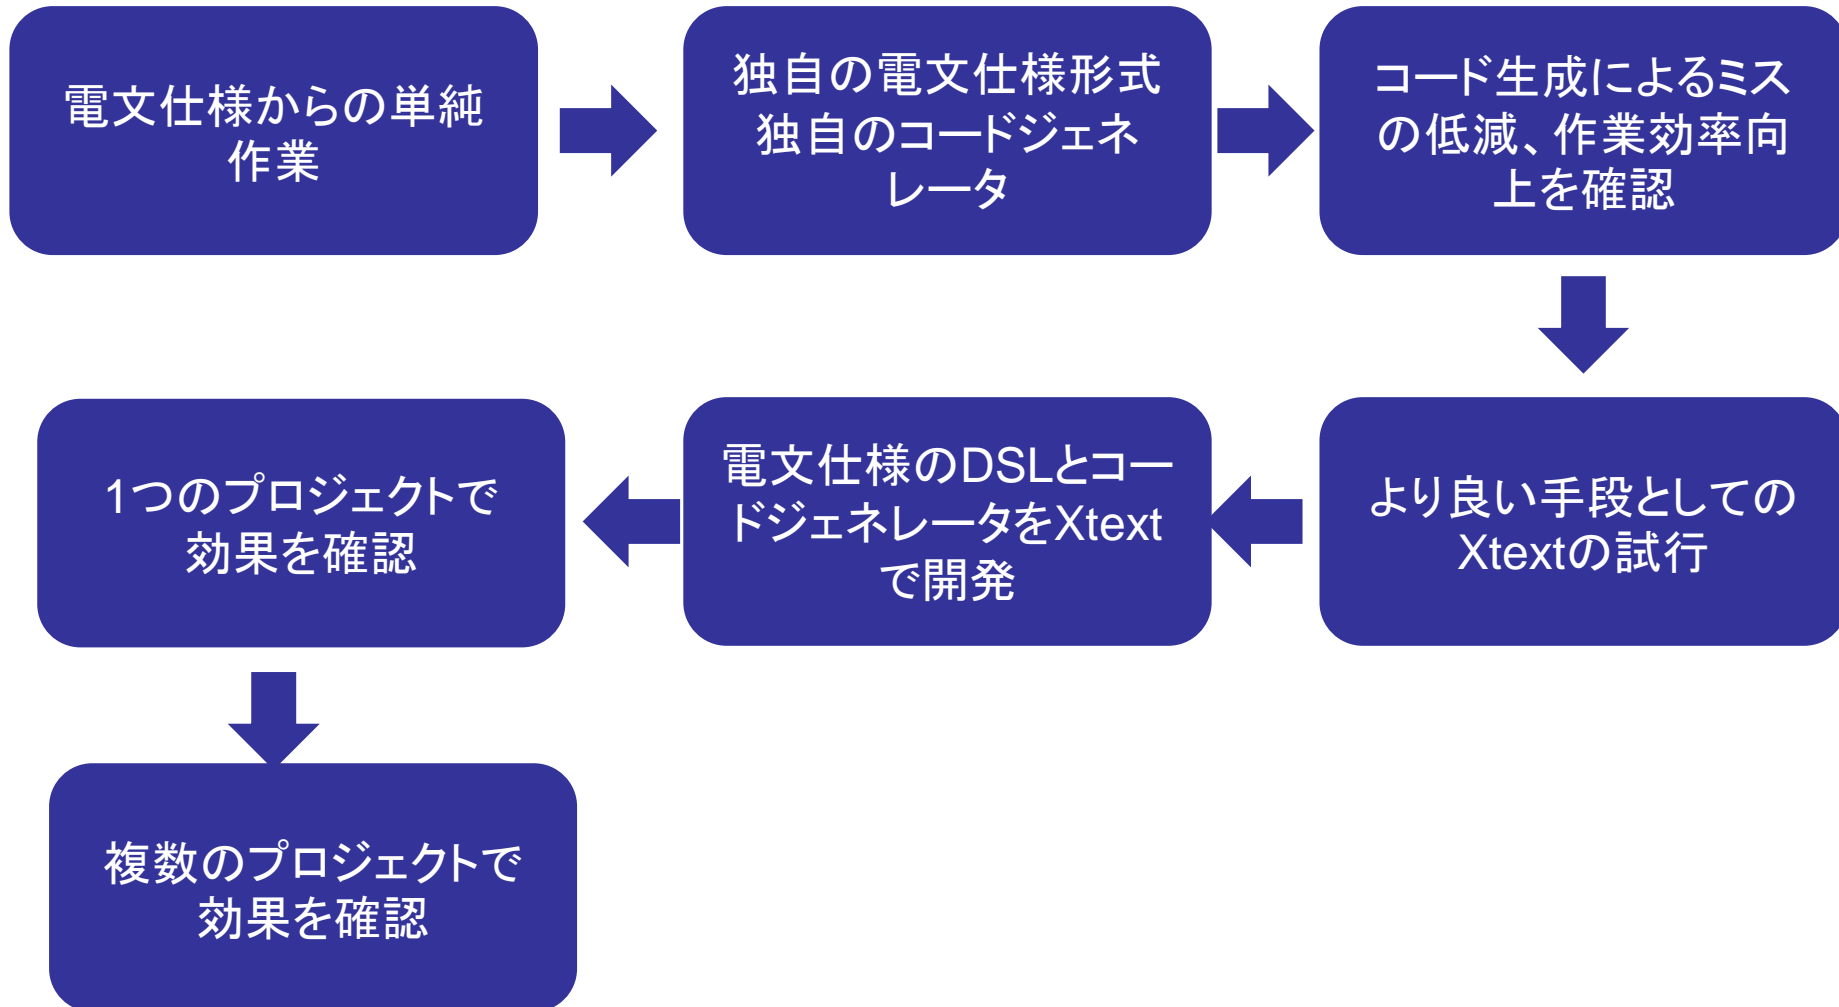 電文仕様からの単純
作業
独自の電文仕様形式
独自のコードジェネ
レータ
コード生成によるミス
の低減、作業効率向
上を確認
より良い手段としての
Xtextの試行
電文仕様のDSLとコー
ドジェネレータをXtext
で開発
1つのプロジェクトで
効果を確認
複数のプロジェクトで
効果を確認